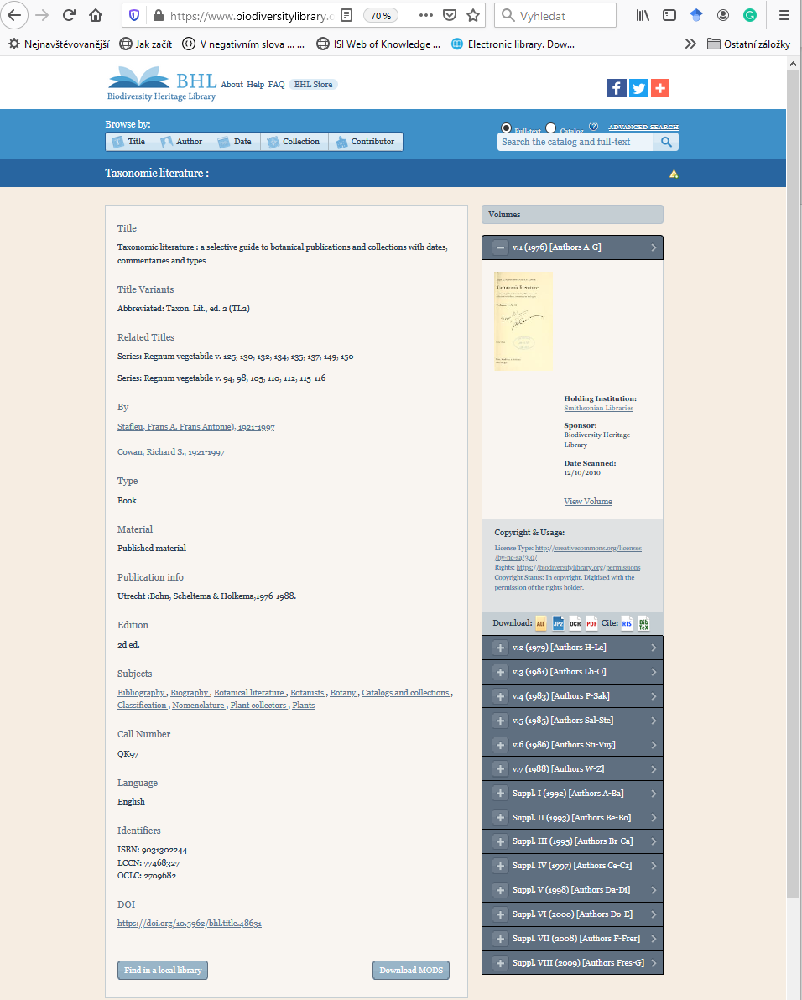 https://www.biodiversitylibrary.c
70 %
Vyhledat
Nejnavštěvovanější
Jak začít
V negativním slova ... ...
ISI Web of Knowledge ...
Electronic library. Dow...
Ostatní záložky
BHL
Biodiversity Heritage Library
About Help FAQ BHL Store
Browse by:
Title
Author
Date
Collection
Contributor
Full-text
Catalog
ADVANCED SEARCH
Search the catalog and full-text
Taxonomic literature :
Title
Taxonomic literature : a selective guide to botanical publications and collections with dates,
commentaries and types
Title Variants
Abbreviated: Taxon. Lit., ed. 2 (TL2)
Related Titles
Series: Regnum vegetabile v. 125, 130, 132, 134, 135, 137, 149, 150
Series: Regnum vegetabile v. 94, 98, 105, 110, 112, 115-116
By
Stafleu, Frans A. Frans Antonie), 1921-1997
Cowan, Richard S., 1921-1997
Type
Book
Material
Published material
Publication info
Utrecht :Bohn, Scheltema & Holkema,1976-1988.
Edition
2d ed.
Subjects
Bibliography , Biography , Botanical literature , Botanists , Botany , Catalogs and collections ,
Classification , Nomenclature , Plant collectors , Plants
Call Number
QK97
Language
English
Identifiers
ISBN: 9031302244
LCCN: 77468327
OCLC: 2709682
DOI
https://doi.org/10.5962/bhl.title.48631
Find in a local library
Download MODS
Volumes
v.1 (1976) [Authors A-G]
Taxonomic literature
Holding Institution:
Smithsonian Libraries
Sponsor:
Biodiversity Heritage
Library
Date Scanned:
12/10/2010
View Volume
Copyright & Usage:
License Type: http://creativecommons.org/licenses
/by-nc-sa/3.0/
Rights: https://biodiversitylibrary.org/permissions
Copyright Status: In copyright. Digitized with the
permission of the rights holder.
Download: ALL JP2 OCR PDF Cite: RIS Bib TeX
v.2 (1979) [Authors H-Le]
v.3 (1981) [Authors Lh-O]
v.4 (1983) [Authors P-Sak]
v.5 (1985) [Authors Sal-Ste]
v.6 (1986) [Authors Sti-Vuy]
v.7 (1988) [Authors W-Z]
Suppl. I (1992) [Authors A-Ba]
Suppl. II (1993) [Authors Be-Bo]
Suppl. III (1995) [Authors Br-Ca]
Suppl. IV (1997) [Authors Ce-Cz]
Suppl. V (1998) [Authors Da-Di]
Suppl. VI (2000) [Authors Do-E]
Suppl. VII (2008) [Authors F-Frer]
Suppl. VIII (2009) [Authors Fres-G]